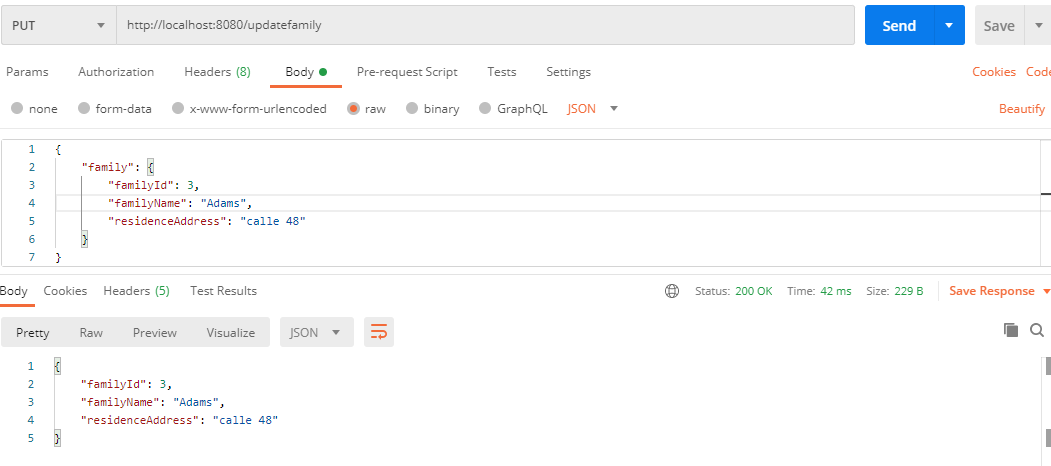 PUT http://localhost:8080/updatefamily Send Save
Params Authorization Headers (8) Body Pre-request Script Tests Settings Cookies Code
none form-data x-www-form-urlencoded raw binary GraphQL JSON Beautify
1 {
2 "family": {
3 "familyId": 3,
4 "familyName": "Adams",
5 "residenceAddress": "calle 48"
6 }
7 }
Body Cookies Headers (5) Test Results Status: 200 OK Time: 42 ms Size: 229 B Save Response
Pretty Raw Preview Visualize JSON
1 {
2 "familyId": 3,
3 "familyName": "Adams",
4 "residenceAddress": "calle 48"
5 }